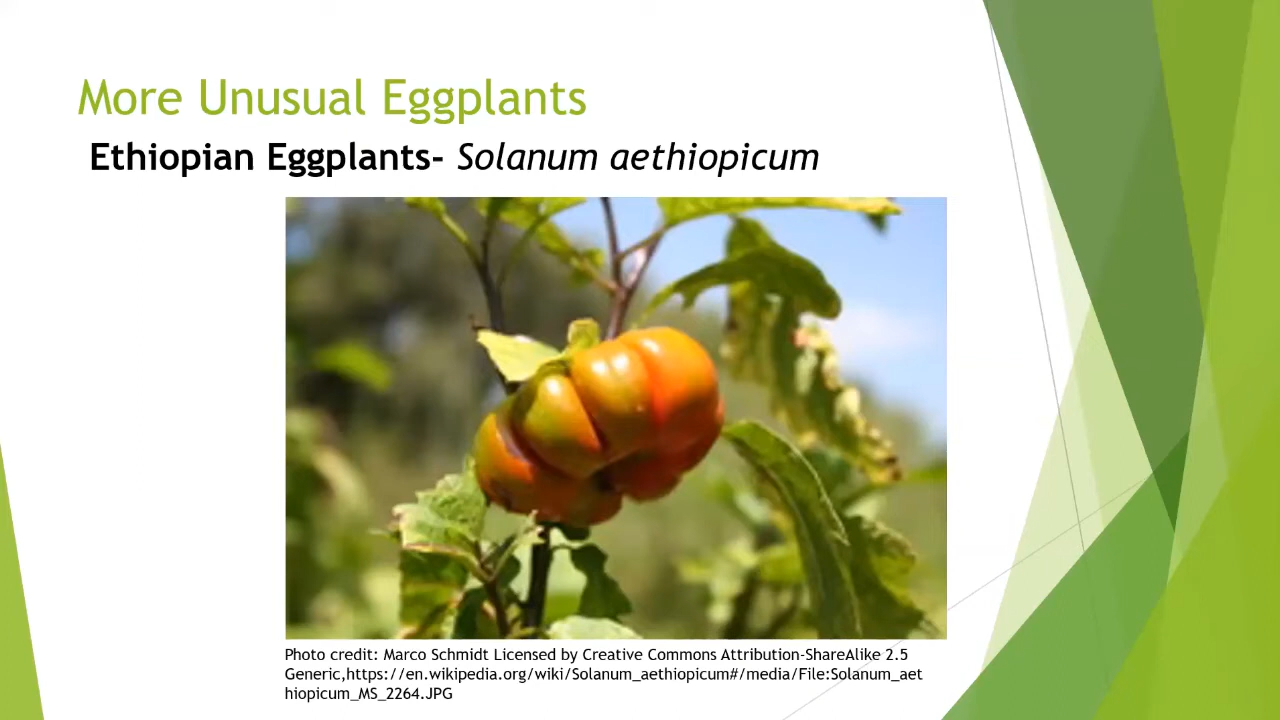 More Unusual Eggplants
Ethiopian Eggplants- Solanum aethiopicum
Photo credit: Marco Schmidt Licensed by Creative Commons Attribution-ShareAlike 2.5
Generic,https://en.wikipedia.org/wiki/Solanum_aethiopicum#/media/File:Solanum_aet
hiopicum_MS_2264.JPG